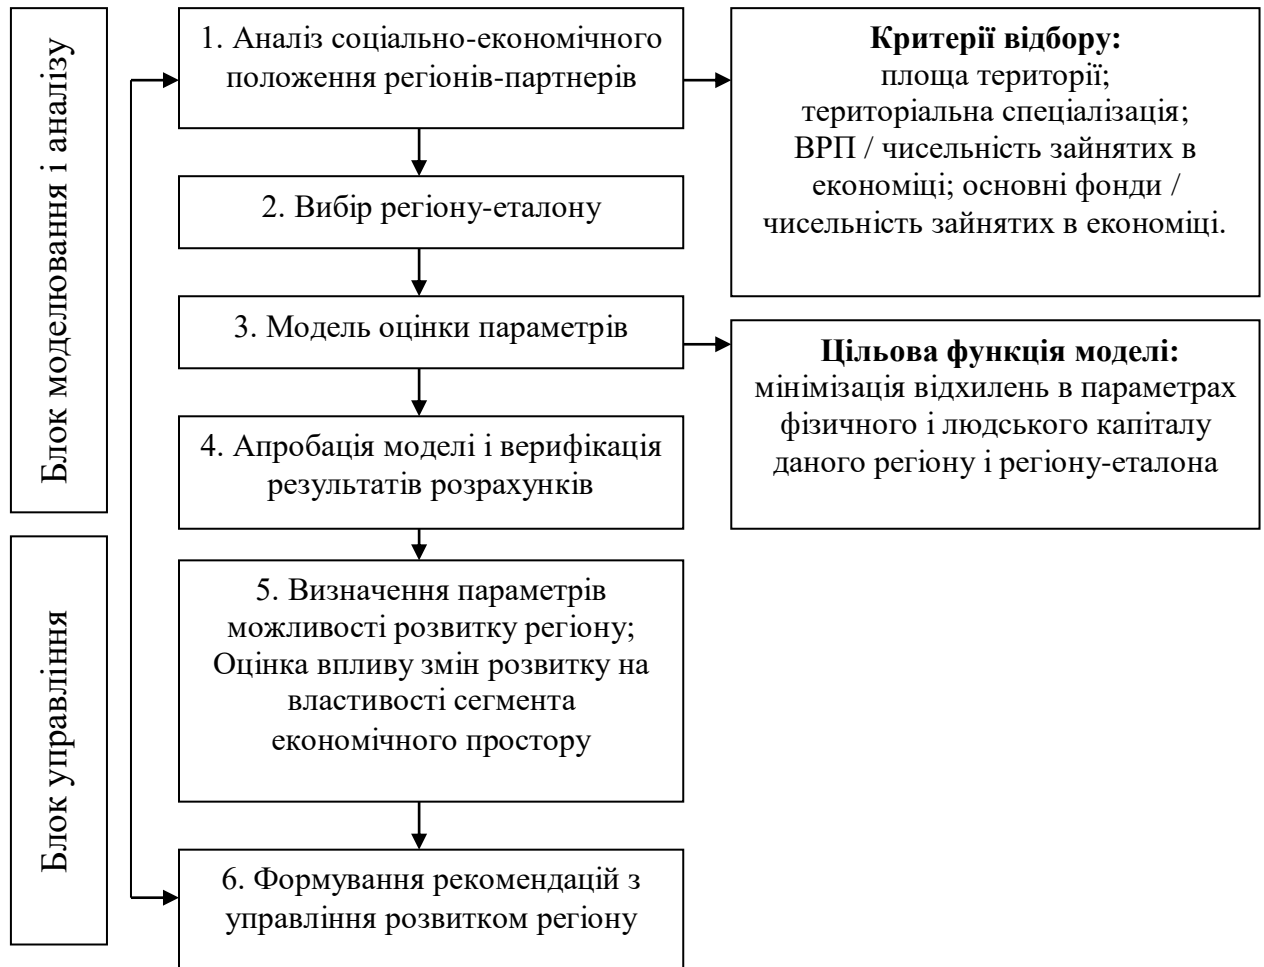 Блок моделювання і аналізу
1. Аналіз соціально-економічного
положення регіонів-партнерів
Критерії відбору:
площа території;
територіальна спеціалізація;
ВРП / чисельність зайнятих в
економіці; основні фонди /
чисельність зайнятих в економіці.
2. Вибір регіону-еталону
3. Модель оцінки параметрів
Цільова функція моделі:
мінімізація відхилень в параметрах
фізичного і людського капіталу
даного регіону і регіону-еталона
4. Апробація моделі і верифікація
результатів розрахунків
Блок управління
5. Визначення параметрів
можливості розвитку регіону;
Оцінка впливу змін розвитку на
властивості сегмента
економічного простору
6. Формування рекомендацій з
управління розвитком регіону